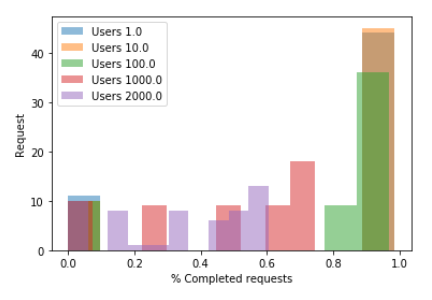 Users 1.0
Users 10.0
Users 100.0
Users 1000.0
Users 2000.0
Request
40
30
20
10
0
0.0 0.2 0.4 0.6 0.8 1.0
% Completed requests